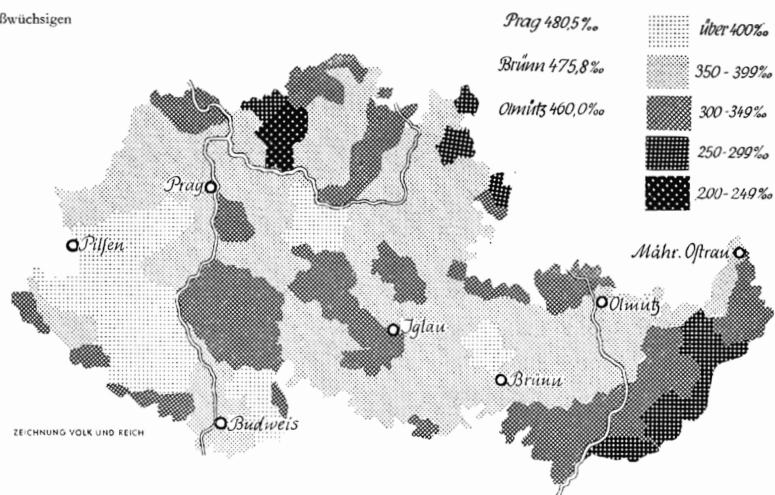 ßwüchsigen
Prag 480,5‰
Brünn 475,8‰
Olmütz 460,0‰
über 400‰
350-399‰
300-349‰
250-299‰
200-249‰
Prag
Pilsen
Mähr. Ostrau
Olmütz
Iglau
Brünn
Budweis
ZEICHNUNG VOLK UND REICH